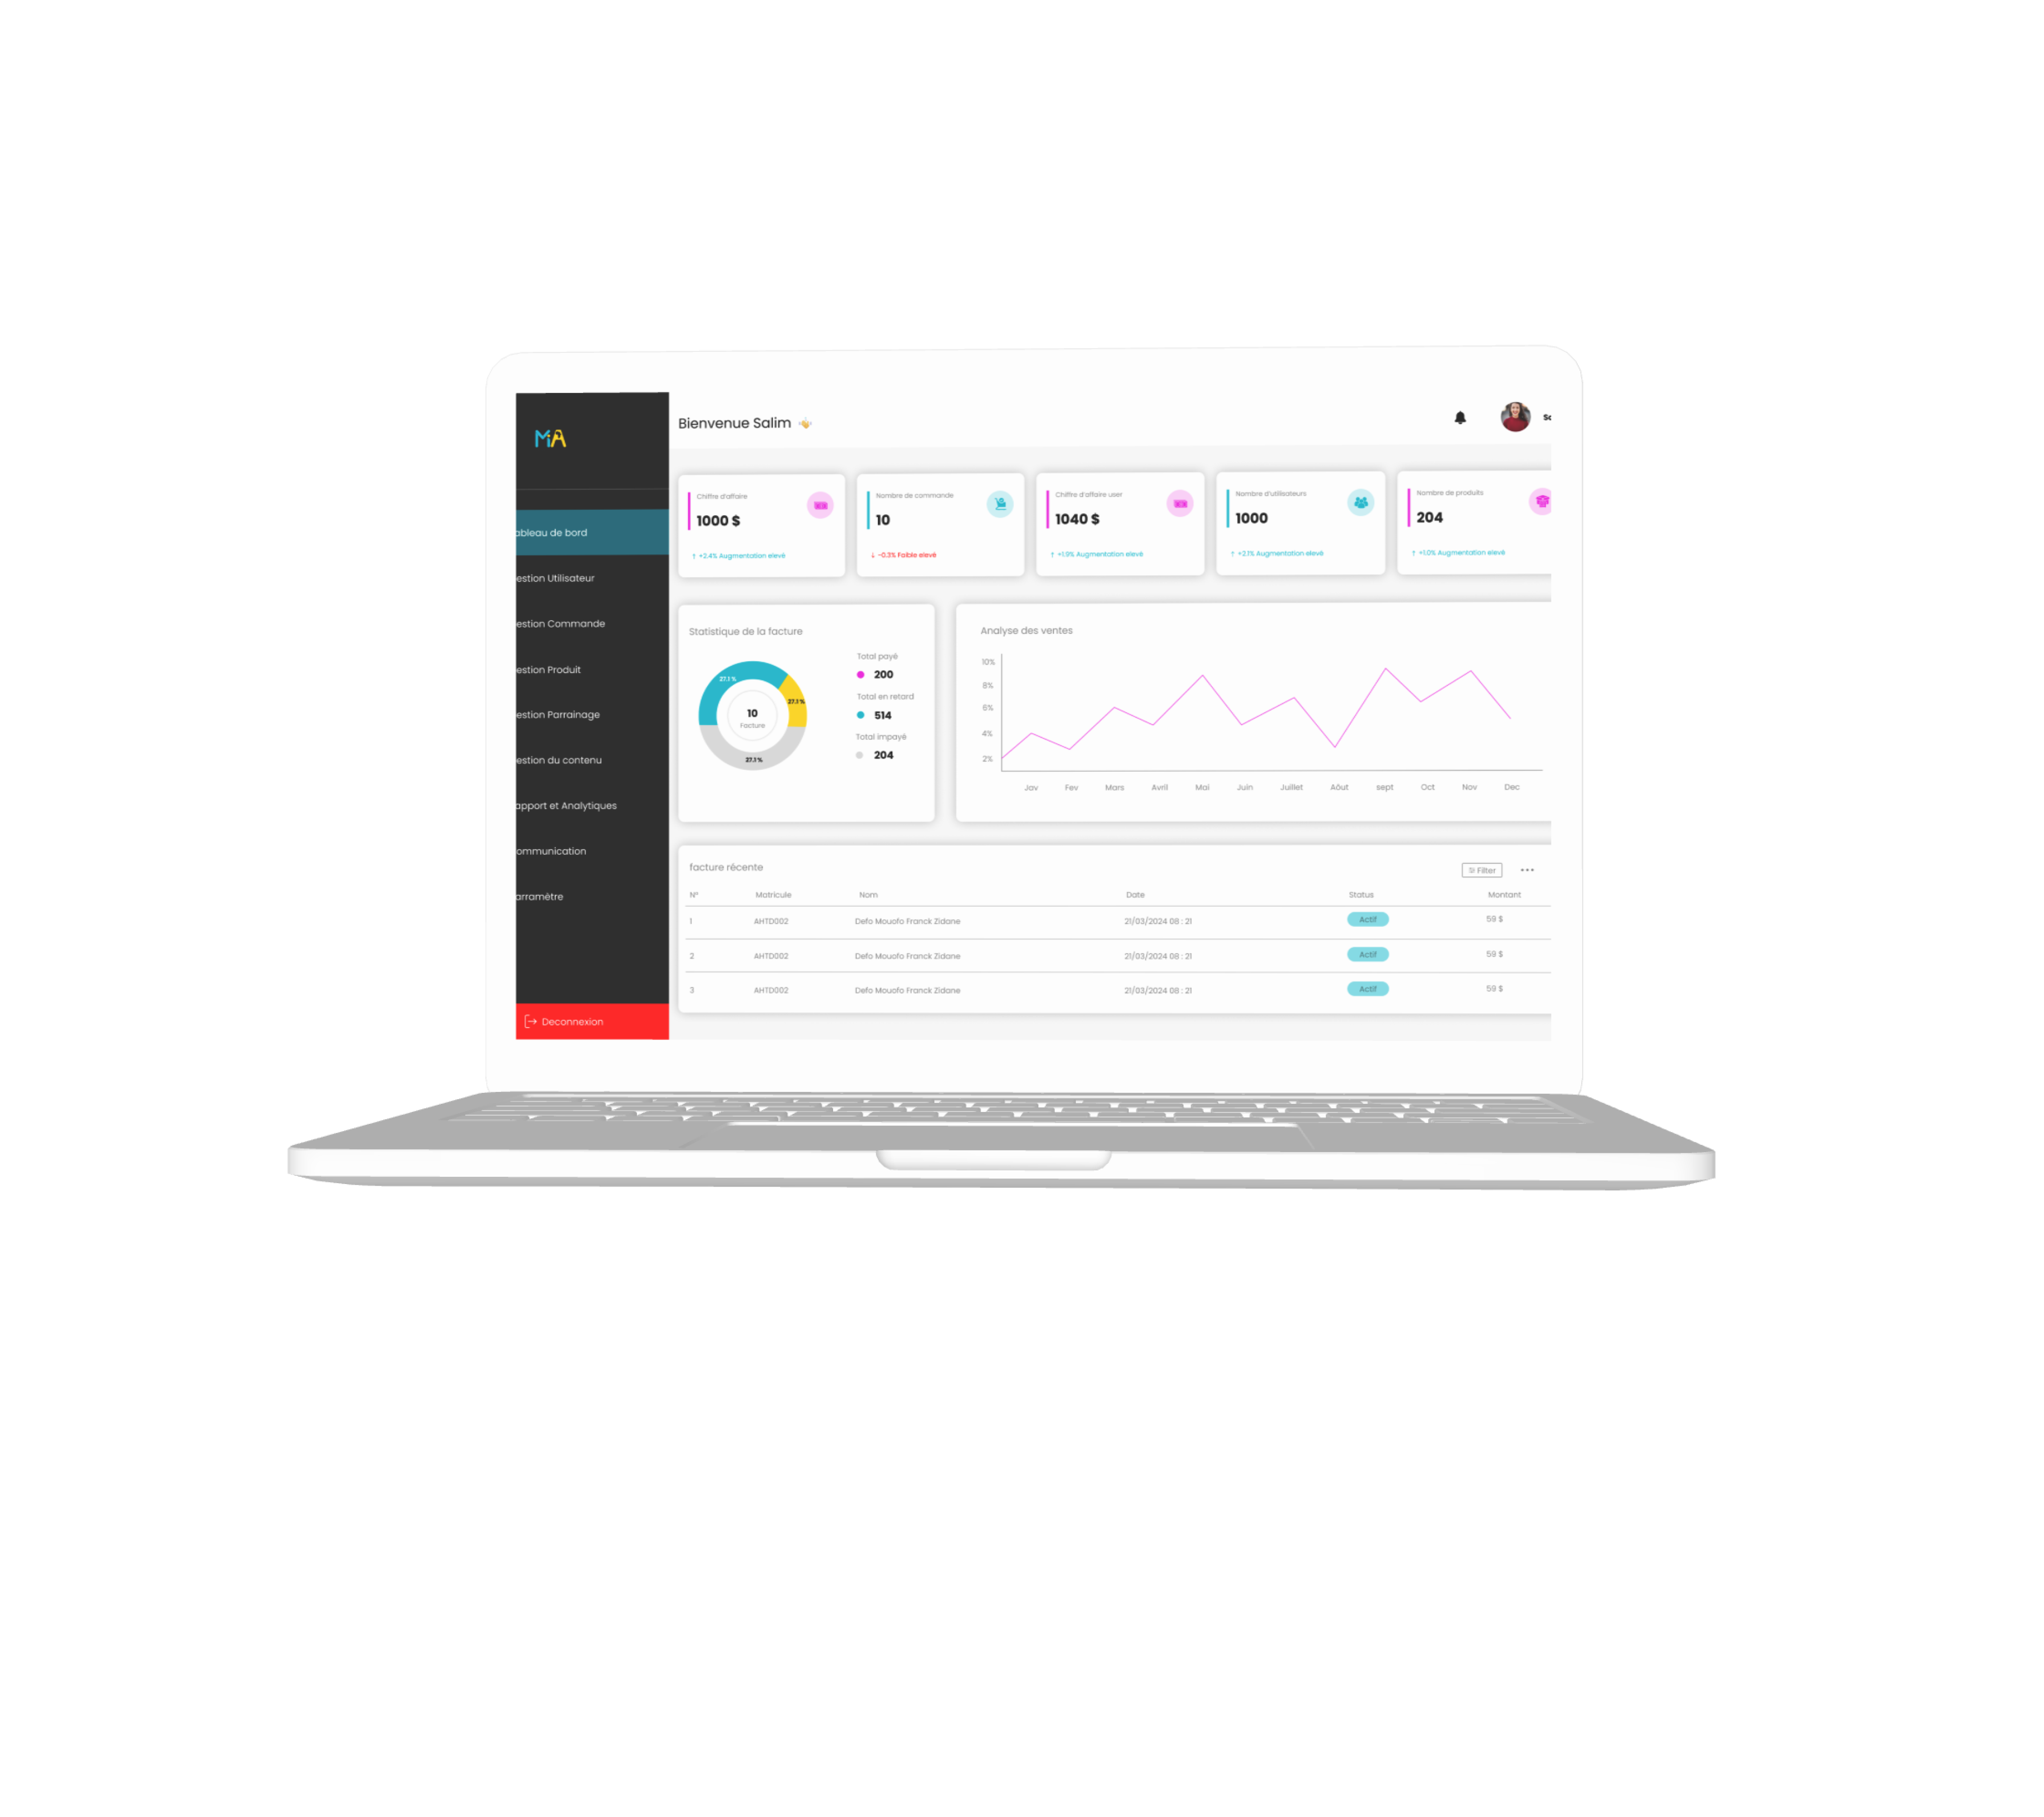 MiA
Bienvenue Salim
ableau de bord
estion Utilisateur
estion Commande
estion Produit
estion Parrainage
estion du contenu
apport et Analytiques
ommunication
arramètre
Deconnexion
Chiffre d'affaire
1000 $
↑ +2.4% Augmentation elevé
Nombre de commande
10
↓ -0.3% Faible elevé
Chiffre d'affaire user
1040 $
↑ +1.9% Augmentation elevé
Nombre d'utilisateurs
1000
↑ +2.1% Augmentation elevé
Nombre de produits
204
↑ +1.0% Augmentation elevé
Statistique de la facture
27.1 %
27.1 %
27.1 %
10
Facture
Total payé
200
Total en retard
514
Total impayé
204
Analyse des ventes
10%
8%
6%
4%
2%
Jav Fev Mars Avril Mai Juin Juillet Aôut sept Oct Nov Dec
facture récente
Filter
N° Matricule Nom Date Status Montant
1 AHTD002 Defo Mouofo Franck Zidane 21/03/2024 08 : 21 Actif 59 $
2 AHTD002 Defo Mouofo Franck Zidane 21/03/2024 08 : 21 Actif 59 $
3 AHTD002 Defo Mouofo Franck Zidane 21/03/2024 08 : 21 Actif 59 $